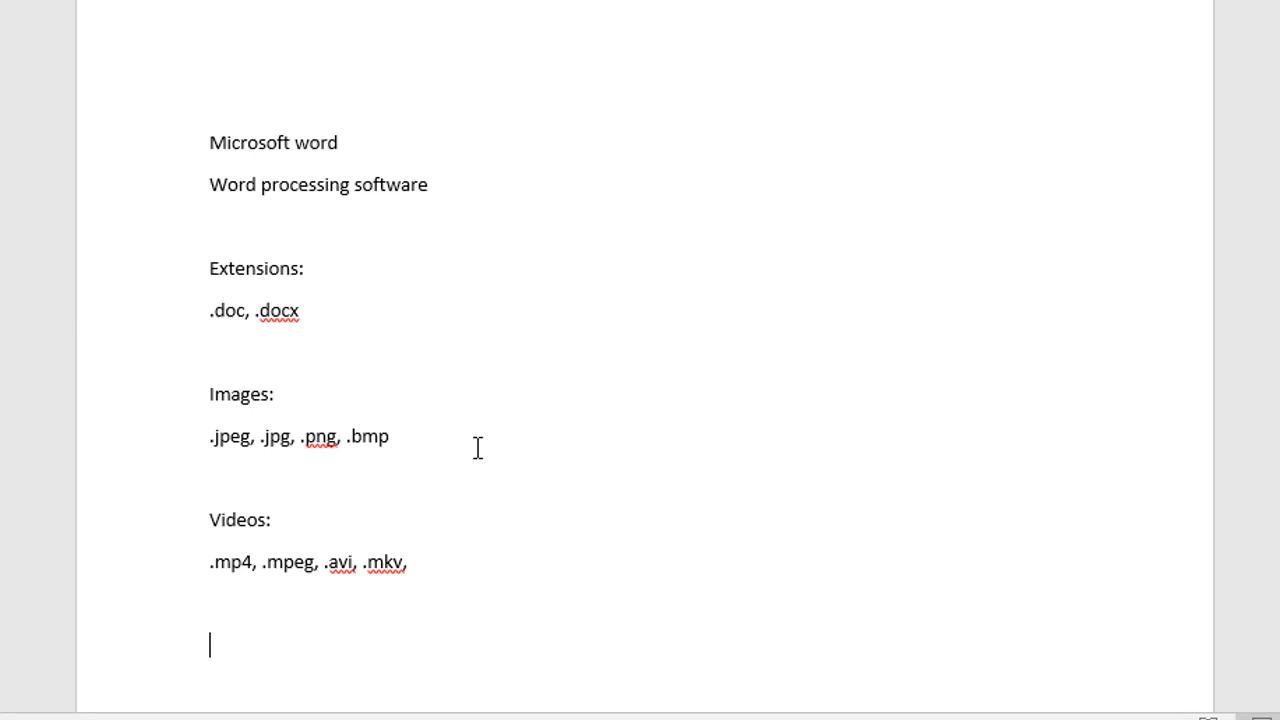 Microsoft word
Word processing software
Extensions:
.doc, .docx
Images:
.jpeg, .jpg, .png, .bmp
Videos:
.mp4, .mpeg, .avi, .mkv,